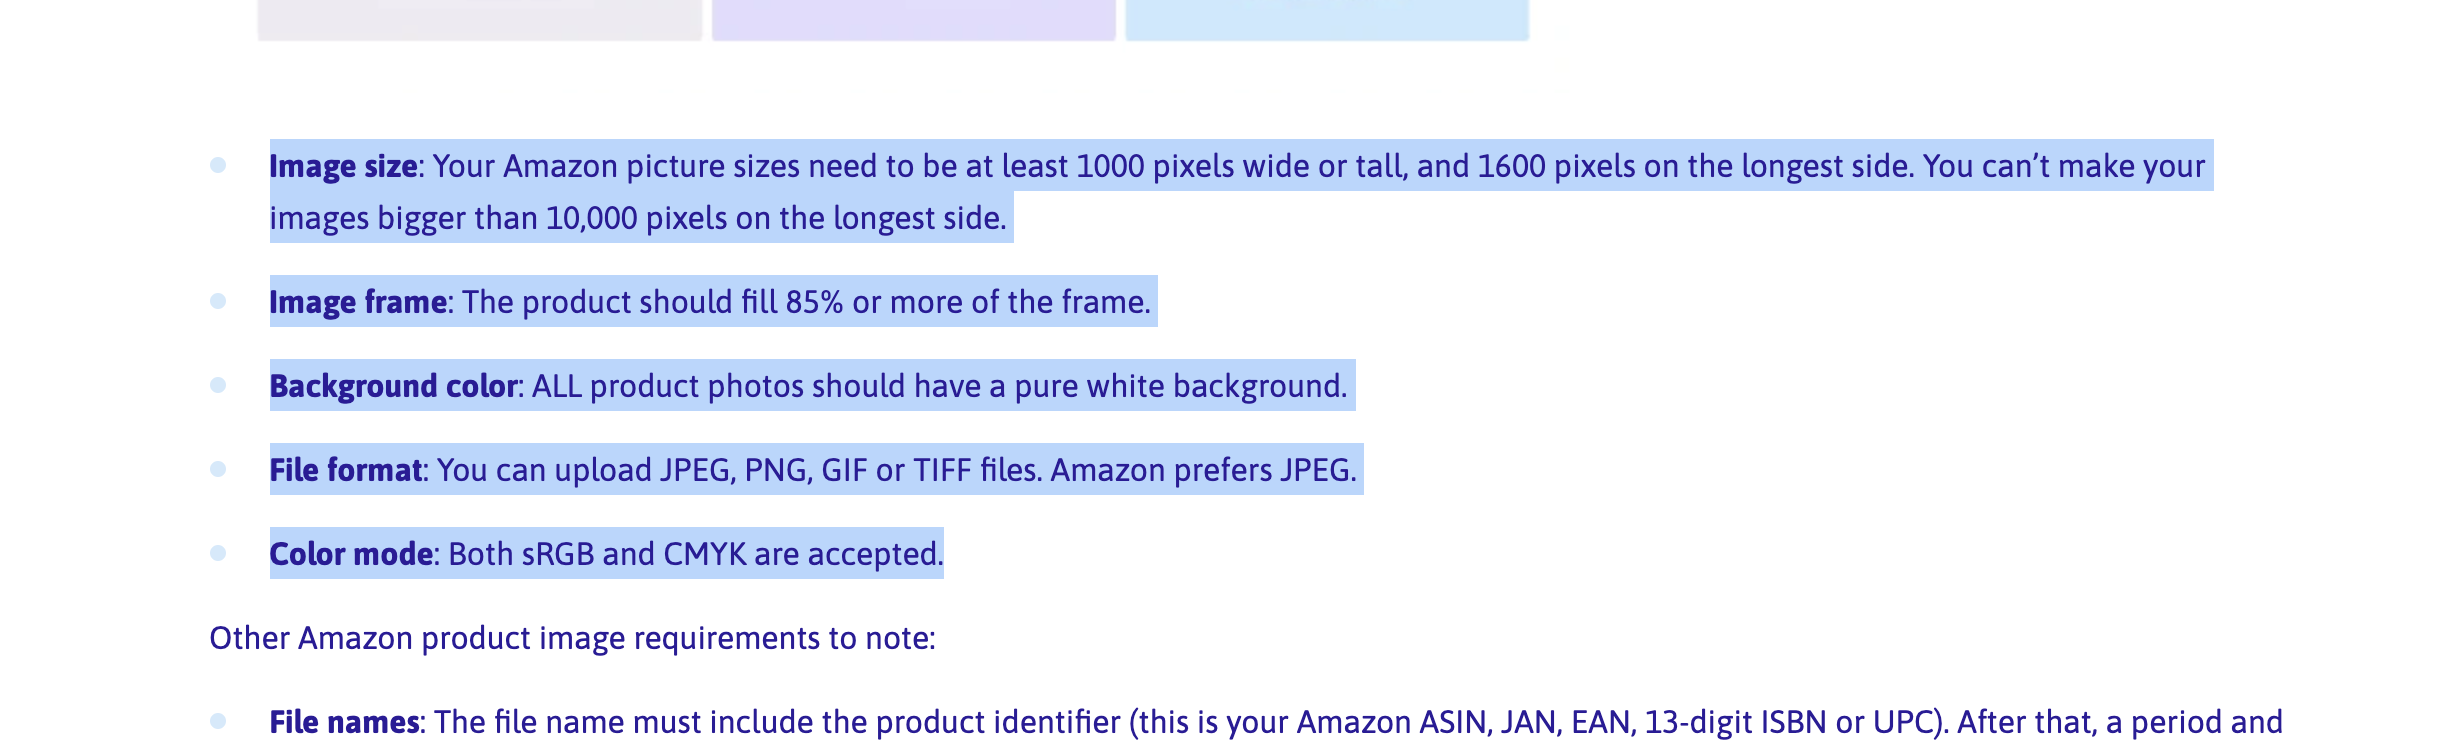 Image size: Your Amazon picture sizes need to be at least 1000 pixels wide or tall, and 1600 pixels on the longest side. You can’t make your
images bigger than 10,000 pixels on the longest side.
Image frame: The product should fill 85% or more of the frame.
Background color: ALL product photos should have a pure white background.
File format: You can upload JPEG, PNG, GIF or TIFF files. Amazon prefers JPEG.
Color mode: Both sRGB and CMYK are accepted.
Other Amazon product image requirements to note:
File names: The file name must include the product identifier (this is your Amazon ASIN, JAN, EAN, 13-digit ISBN or UPC). After that, a period and